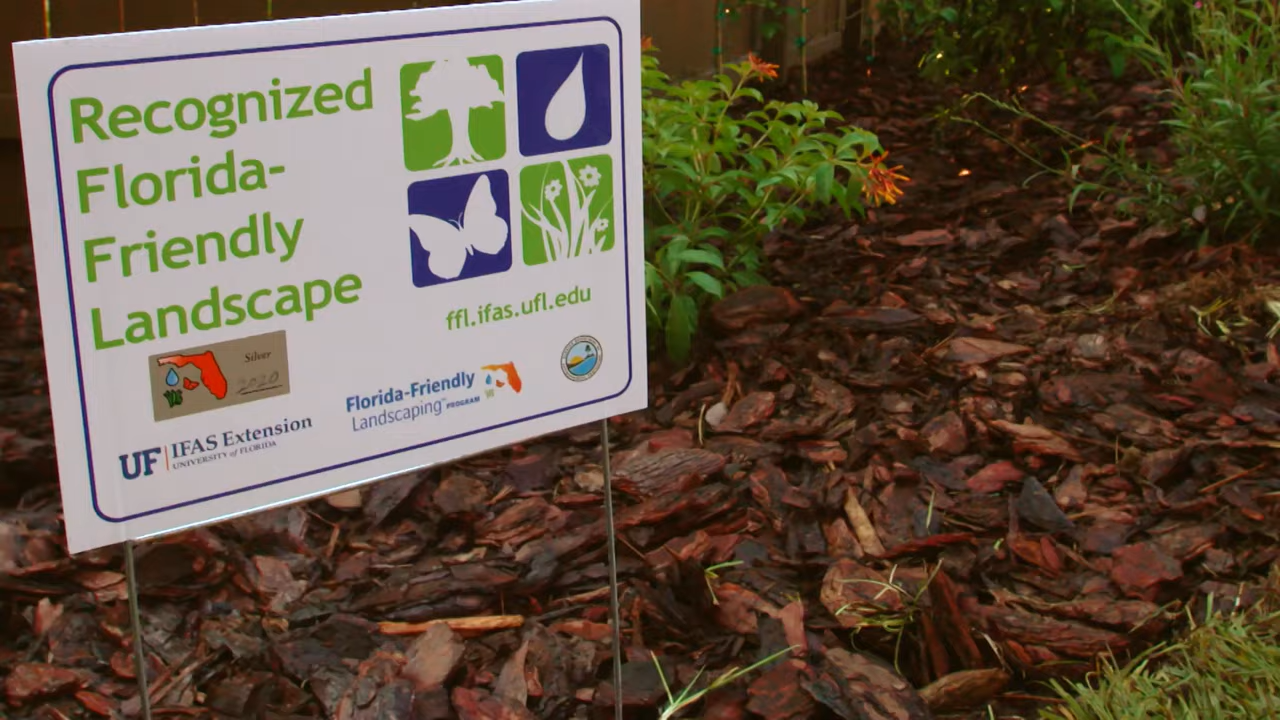 Recognized
Florida-
Friendly
Landscape
ffl.ifas.ufl.edu
Silver
2020
Florida-Friendly
Landscaping™ PROGRAM
UF IFAS Extension
UNIVERSITY of FLORIDA